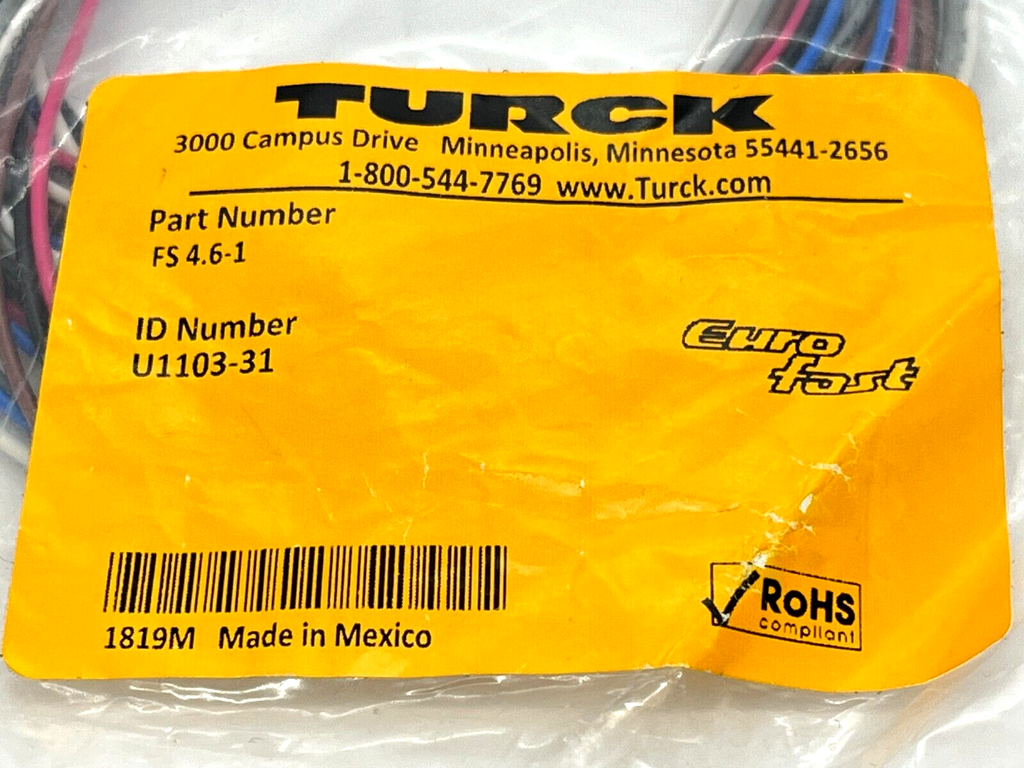 TURCK
3000 Campus Drive Minneapolis, Minnesota 55441-2656
1-800-544-7769 www.Turck.com
Part Number
FS 4.6-1
ID Number
U1103-31
Euro
fast
1819M Made in Mexico
RoHS
compliant